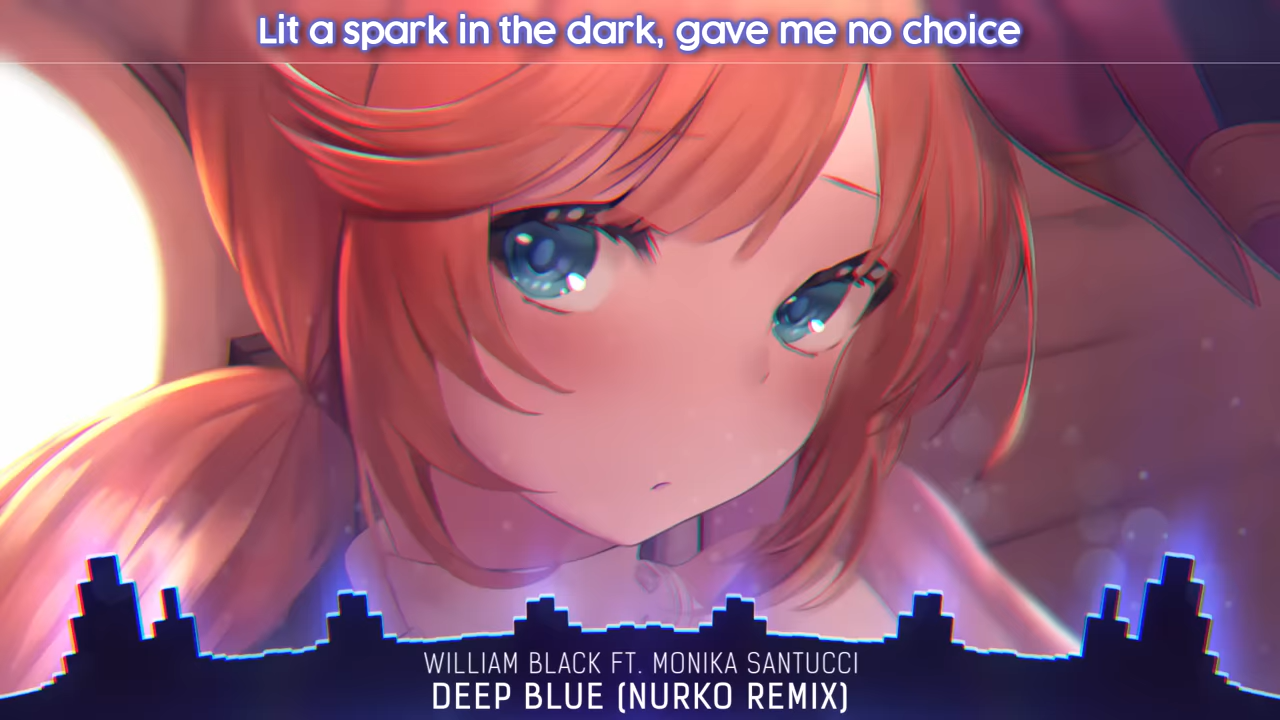 Lit a spark in the dark, gave me no choice
WILLIAM BLACK FT. MONIKA SANTUCCI
DEEP BLUE (NURKO REMIX)